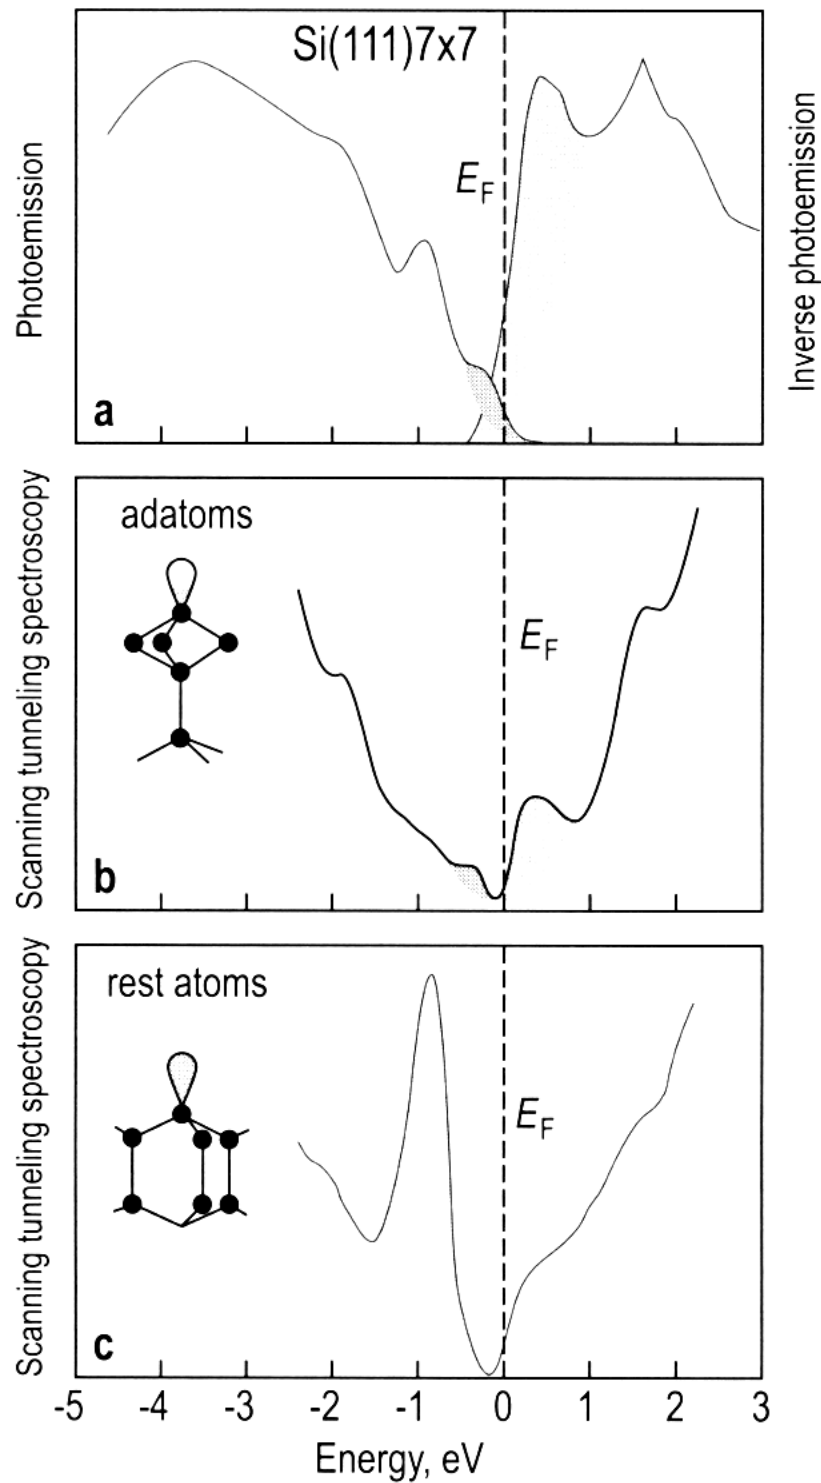 Si(111)7x7
Photoemission
E_F
Inverse photoemission
a
Scanning tunneling spectroscopy
adatoms
E_F
b
Scanning tunneling spectroscopy
rest atoms
E_F
c
-5 -4 -3 -2 -1 0 1 2 3
Energy, eV